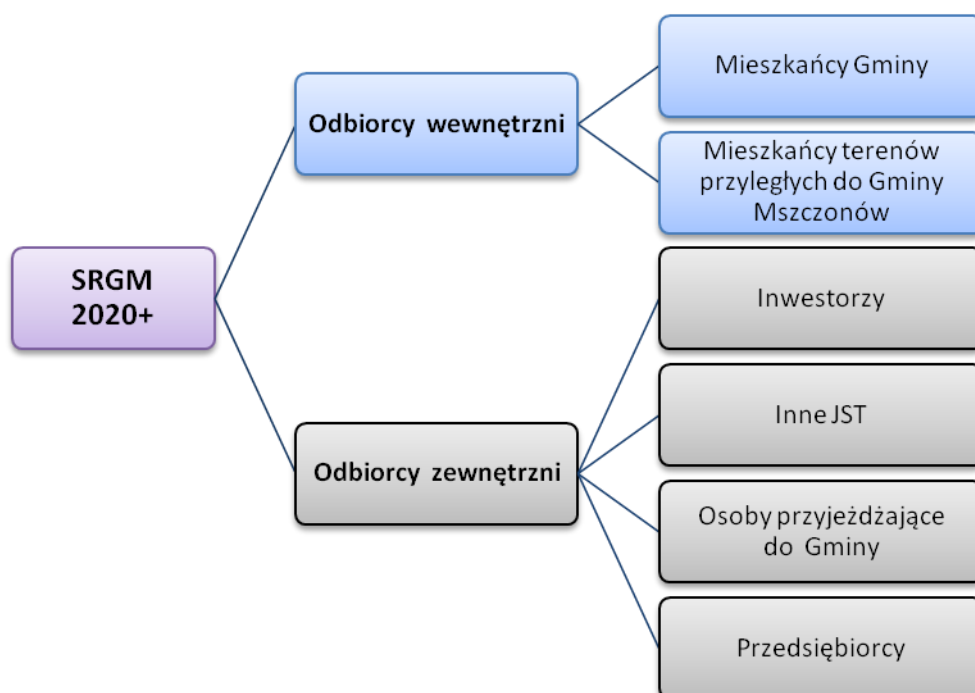 SRGM
2020+
Odbiorcy wewnętrzni
Mieszkańcy Gminy
Mieszkańcy terenów
przyległych do Gminy
Mszczonów
Odbiorcy zewnętrzni
Inwestorzy
Inne JST
Osoby przyjeżdżające
do Gminy
Przedsiębiorcy